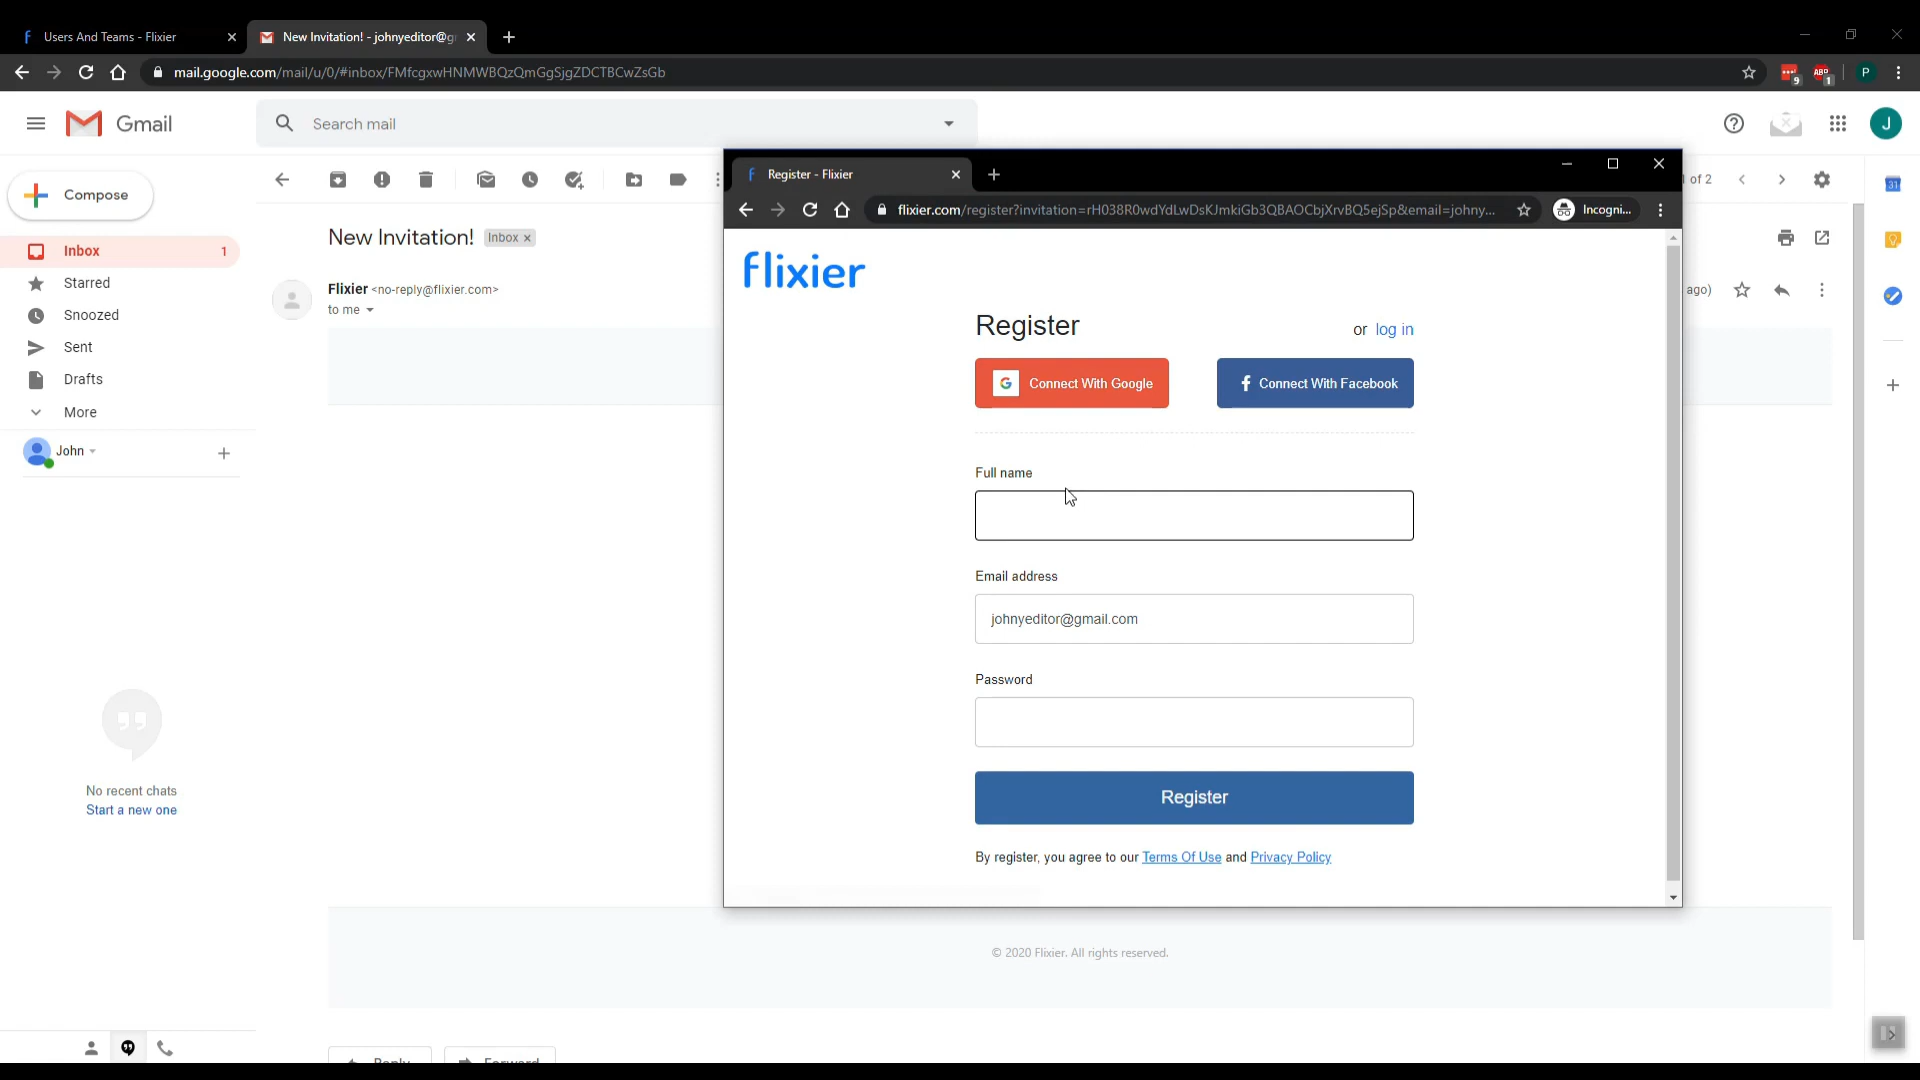 Users And Teams - Flixier
New Invitation! - johnyeditor@g
mail.google.com/mail/u/0/#inbox/FMfcgxwHNMWBQzQmGgSjgZDCTBCwZsGb
9
ABP
1
P
Gmail
Search mail
J
Compose
of 2
31
Register - Flixier
flixier.com/register?invitation=rH038R0wdYdLwDsKJmkiGb3QBAOCbjXrvBQ5ejSp&email=johny...
Incogni...
Inbox 1
New Invitation! Inbox ×
Starred
Flixier <no-reply@flixier.com>
ago)
to me
Snoozed
Sent
Drafts
More
John
flixier
Register
or log in
G Connect With Google
f Connect With Facebook
Full name
Email address
johnyeditor@gmail.com
Password
Register
By register, you agree to our Terms Of Use and Privacy Policy
No recent chats
Start a new one
© 2020 Flixier. All rights reserved.
Reply
Forward